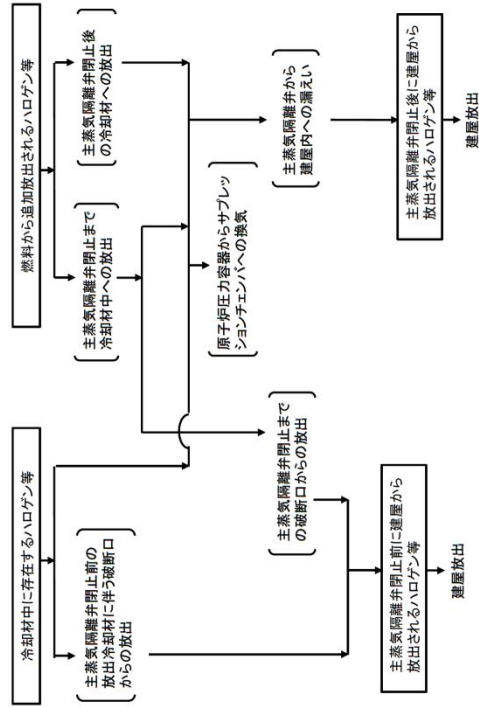 冷却材中に存在するハロゲン等
燃料から追加放出されるハロゲン等
主蒸気隔離弁閉止前の
放出冷却材に伴う破断口
からの放出
主蒸気隔離弁閉止まで
冷却材中への放出
主蒸気隔離弁閉止後
の冷却材への放出
原子炉圧力容器からサプレッ
ションチェンバへの換気
主蒸気隔離弁閉止まで
の破断口からの放出
主蒸気隔離弁から
建屋内への漏えい
主蒸気隔離弁閉止前に建屋から
放出されるハロゲン等
主蒸気隔離弁閉止後に建屋から
放出されるハロゲン等
建屋放出
建屋放出